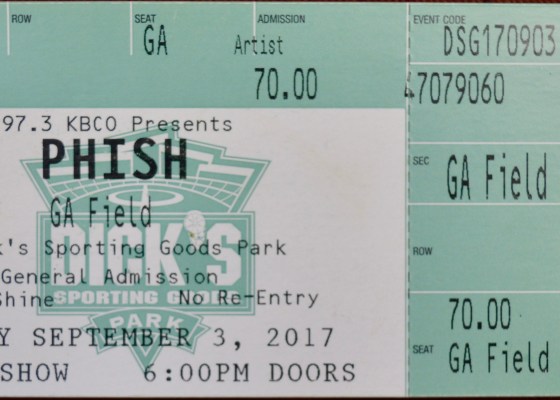 ROW SEAT ADMISSION EVENT CODE
GA Artist DSG170903
70.00 47079060
97.3 KBCO Presents
PHISH
SEC GA Field
GA Field
DICK'S
k's Sporting Goods Park
ROW
General Admission
SPORTING GOODS
Shine No Re-Entry
PARK
70.00
Y SEPTEMBER 3, 2017
SEAT GA Field
SHOW 6:00PM DOORS